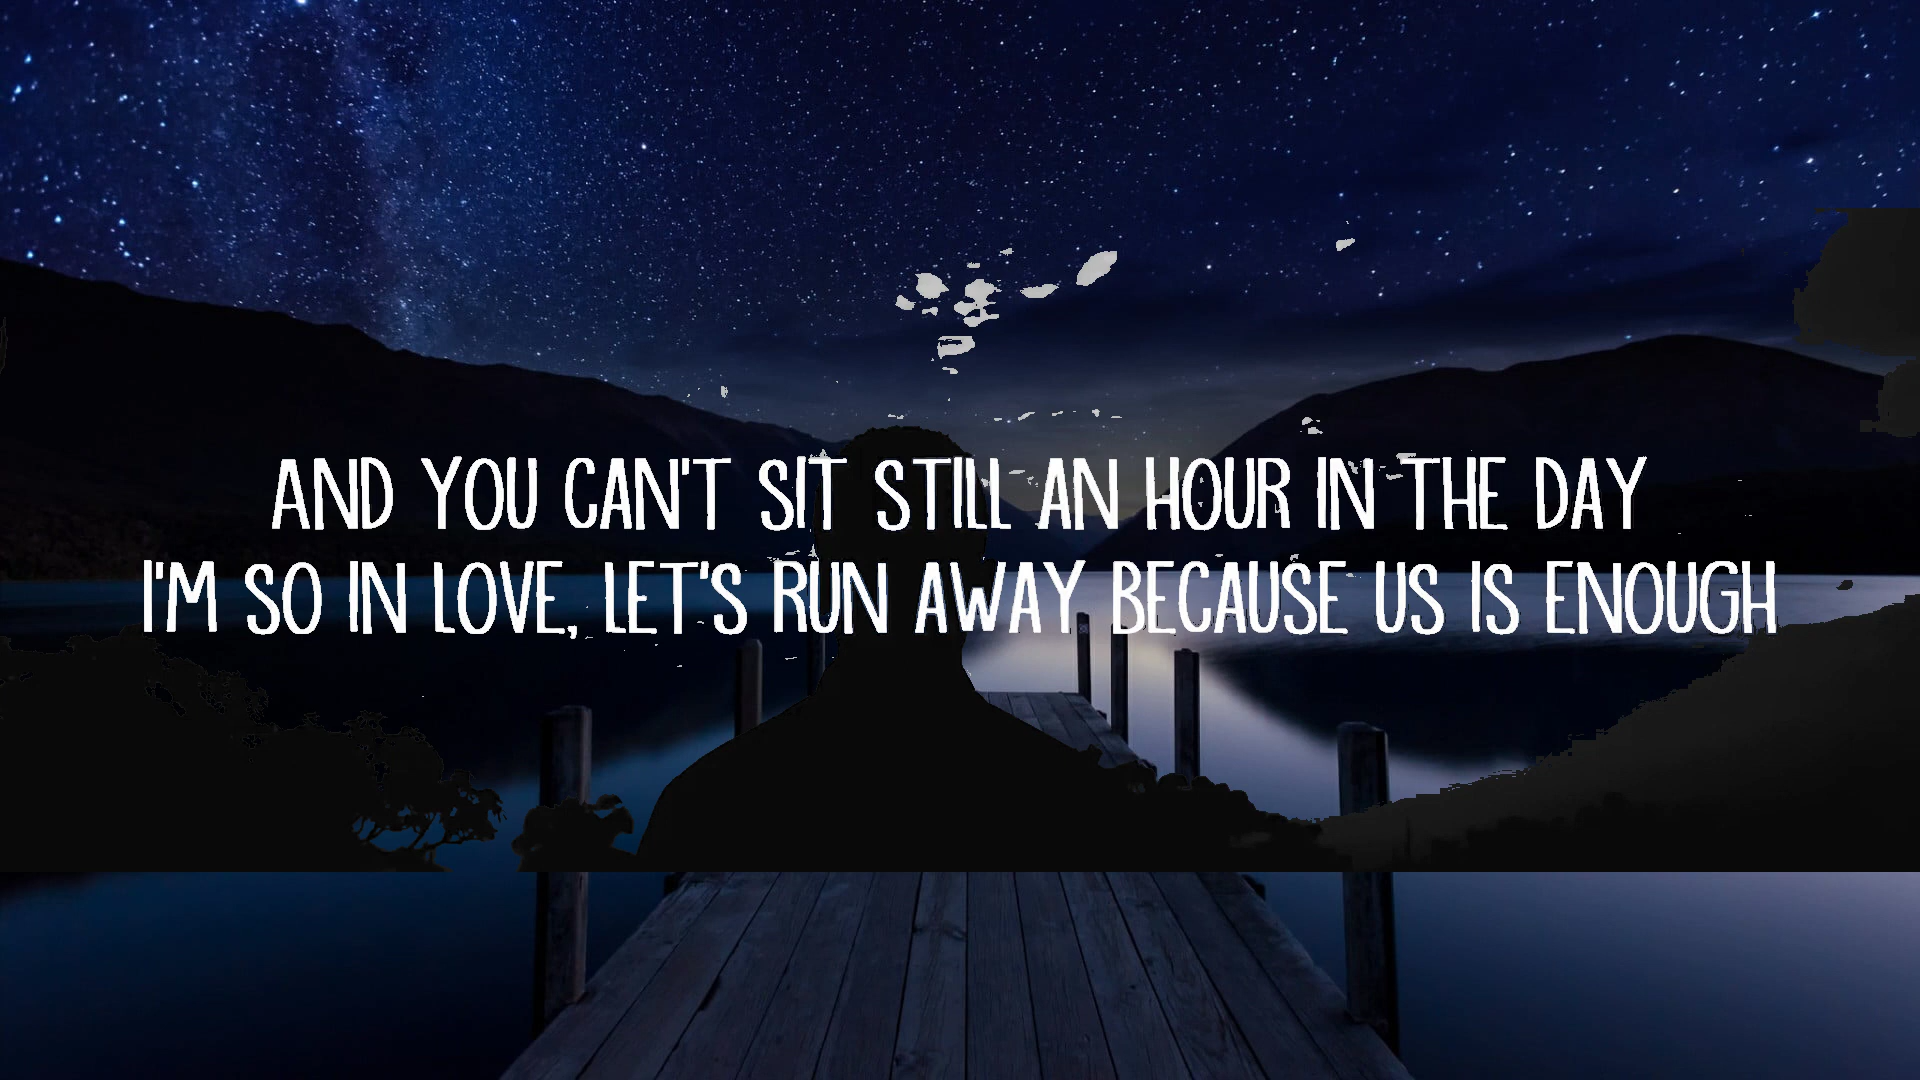 AND YOU CAN'T SIT STILL AN HOUR IN THE DAY
I'M SO IN LOVE, LET'S RUN AWAY BECAUSE US IS ENOUGH